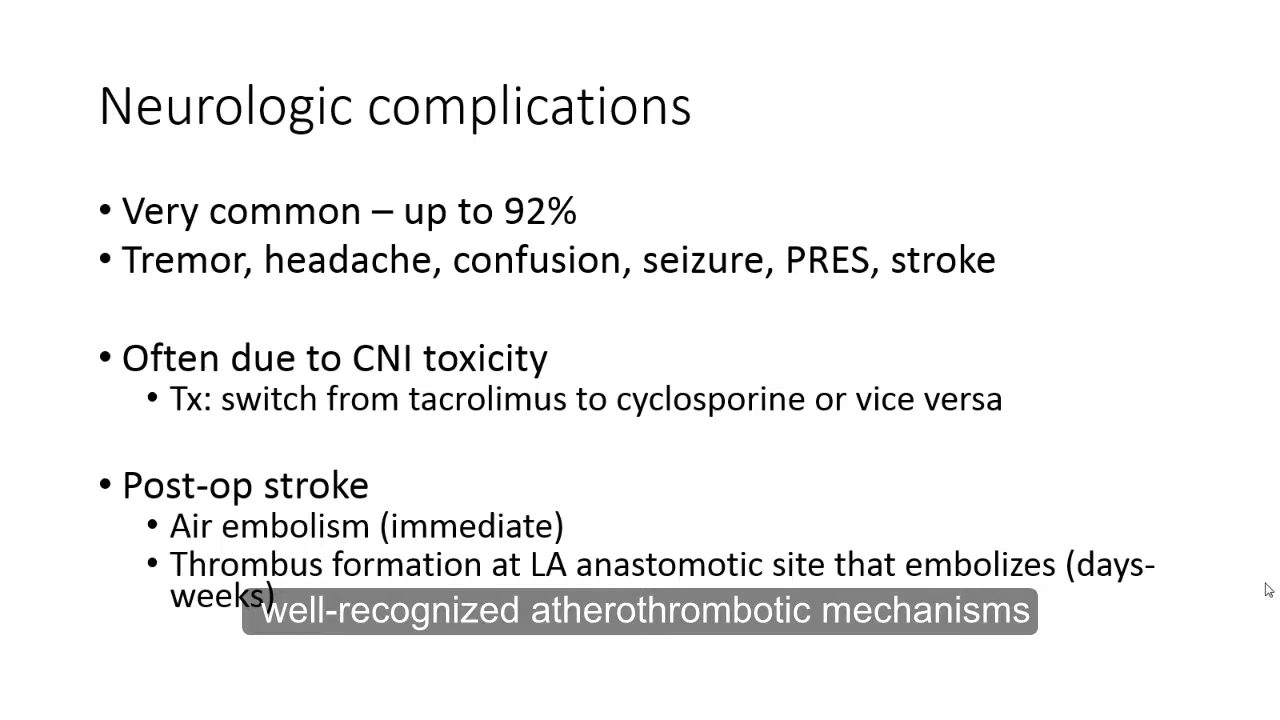 Neurologic complications
• Very common – up to 92%
• Tremor, headache, confusion, seizure, PRES, stroke
• Often due to CNI toxicity
• Tx: switch from tacrolimus to cyclosporine or vice versa
• Post-op stroke
• Air embolism (immediate)
• Thrombus formation at LA anastomotic site that embolizes (days-
weeks)
well-recognized atherothrombotic mechanisms